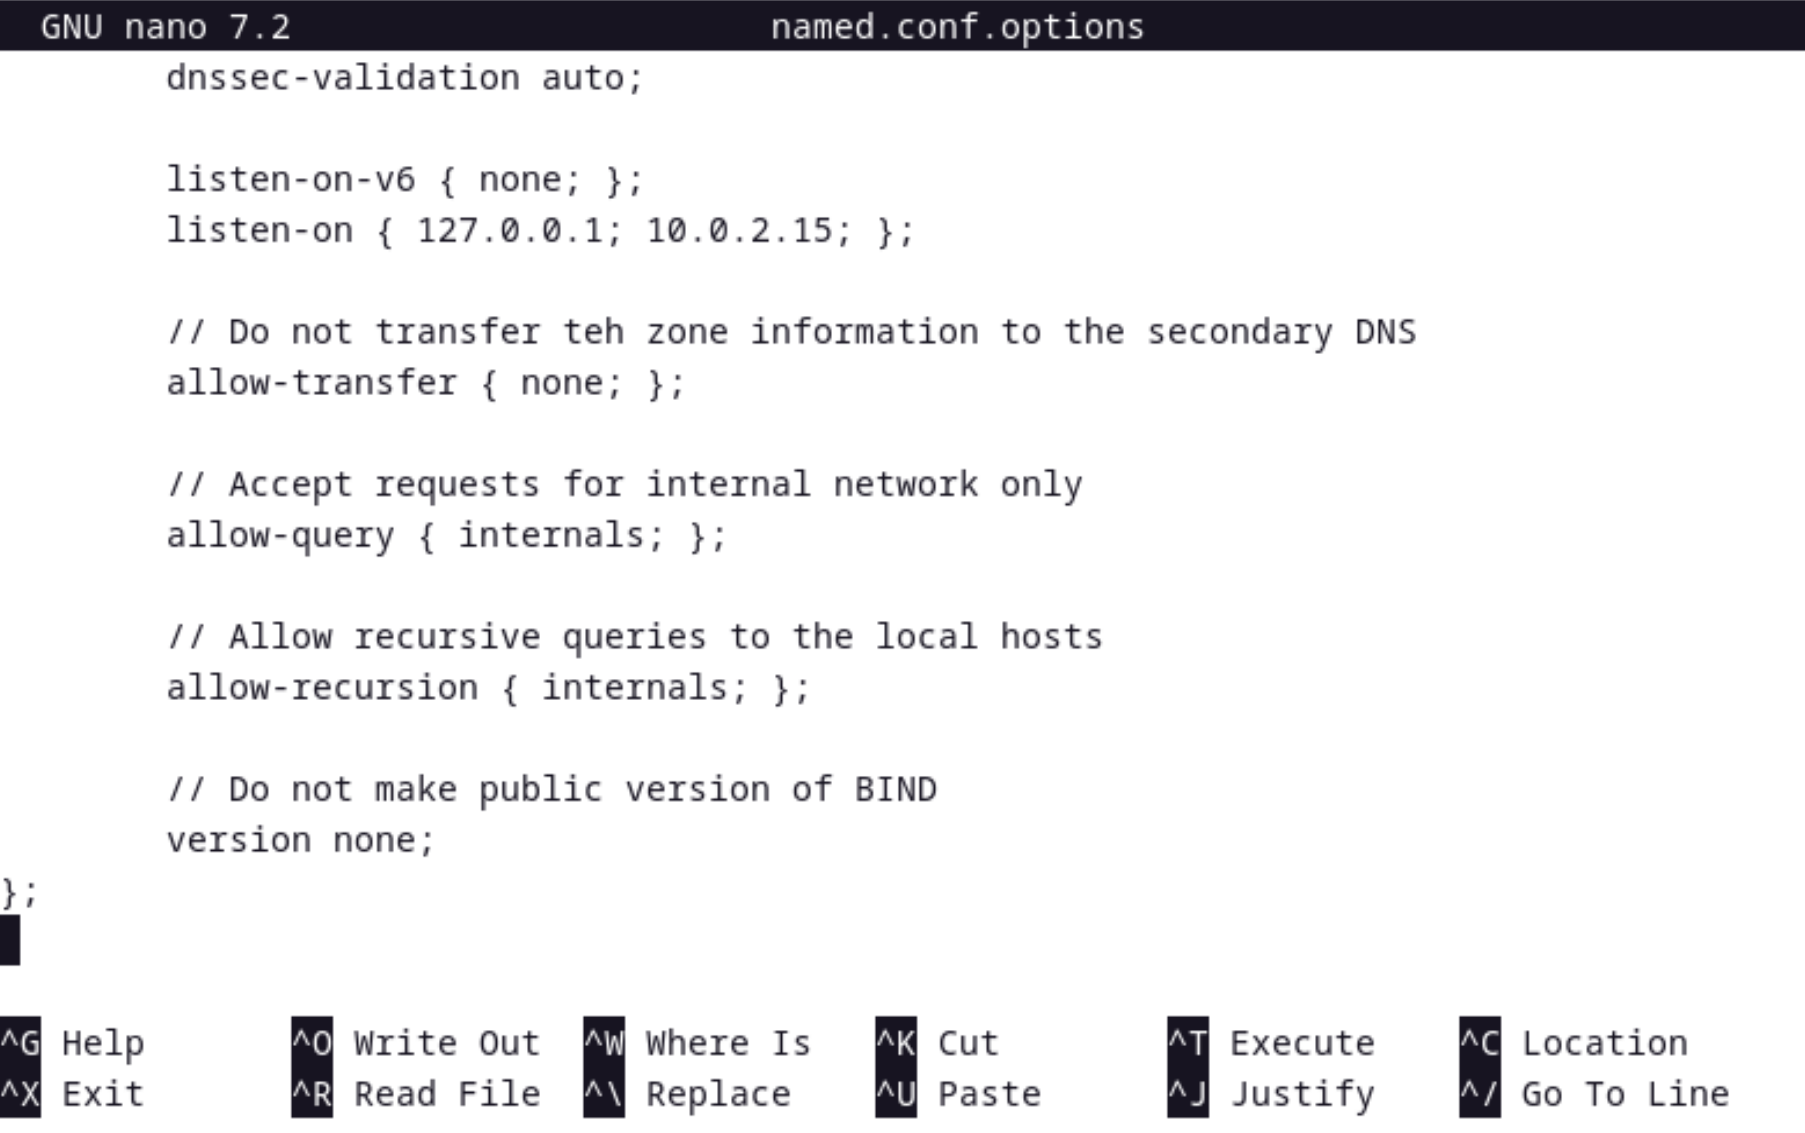 GNU nano 7.2 named.conf.options
dnssec-validation auto;
listen-on-v6 { none; };
listen-on { 127.0.0.1; 10.0.2.15; };
// Do not transfer teh zone information to the secondary DNS
allow-transfer { none; };
// Accept requests for internal network only
allow-query { internals; };
// Allow recursive queries to the local hosts
allow-recursion { internals; };
// Do not make public version of BIND
version none;
};
^G Help ^O Write Out ^W Where Is ^K Cut ^T Execute ^C Location
^X Exit ^R Read File ^\ Replace ^U Paste ^J Justify ^/ Go To Line